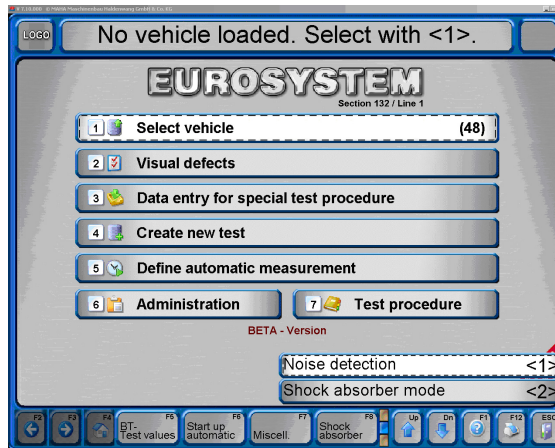 F 7.10.000 © MAHA Maschinenbau Haldenwang GmbH & Co. KG
LOGO
No vehicle loaded. Select with <1>.
EUROSYSTEM
Section 132 / Line 1
1 Select vehicle (48)
2 Visual defects
3 Data entry for special test procedure
4 Create new test
5 Define automatic measurement
6 Administration
7 Test procedure
BETA - Version
Noise detection <1>
Shock absorber mode <2>
F2 F3 F4 F5 F6 F7 F8 Up Dn F1 F12 ESC
BT-
Test values
Start up
automatic
Miscell.
Shock
absorber